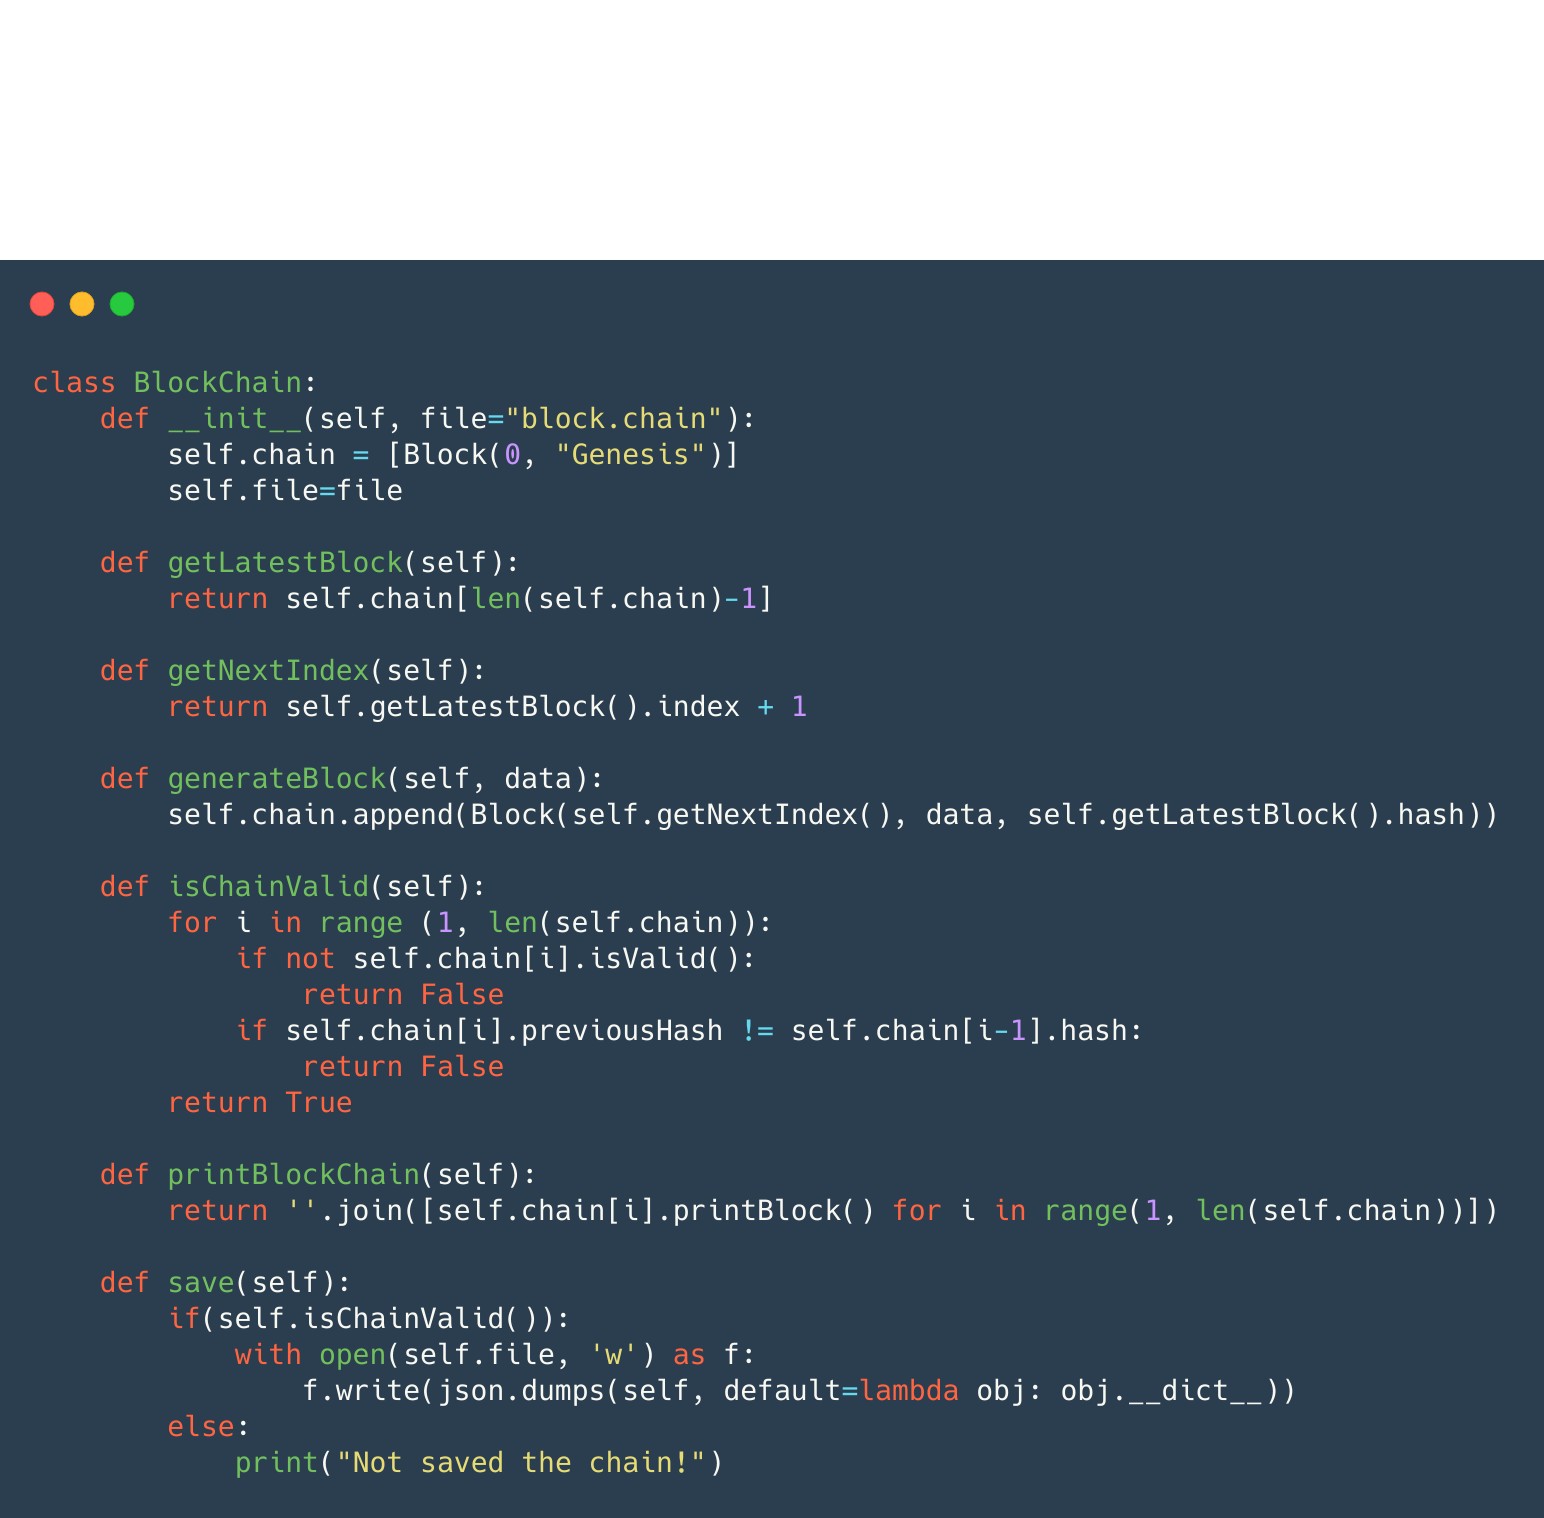 class BlockChain:
    def __init__(self, file="block.chain"):
        self.chain = [Block(0, "Genesis")]
        self.file=file

    def getLatestBlock(self):
        return self.chain[len(self.chain)-1]

    def getNextIndex(self):
        return self.getLatestBlock().index + 1

    def generateBlock(self, data):
        self.chain.append(Block(self.getNextIndex(), data, self.getLatestBlock().hash))

    def isChainValid(self):
        for i in range (1, len(self.chain)):
            if not self.chain[i].isValid():
                return False
            if self.chain[i].previousHash != self.chain[i-1].hash:
                return False
        return True

    def printBlockChain(self):
        return ''.join([self.chain[i].printBlock() for i in range(1, len(self.chain))])

    def save(self):
        if(self.isChainValid()):
            with open(self.file, 'w') as f:
                f.write(json.dumps(self, default=lambda obj: obj.__dict__))
        else:
            print("Not saved the chain!")